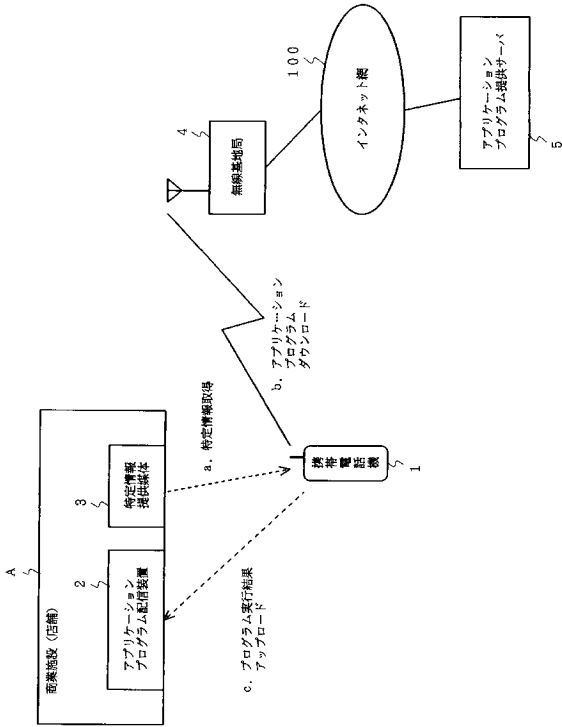 A
商業施設(店舗)
2
アプリケーション
プログラム配信装置
3
特定情報
提供媒体
a. 特定情報取得
c. プログラム実行結果
アップロード
携帯電話機
1
b. アプリケーション
プログラム
ダウンロード
4
無線基地局
100
インタネット網
アプリケーション
プログラム提供サーバ
5